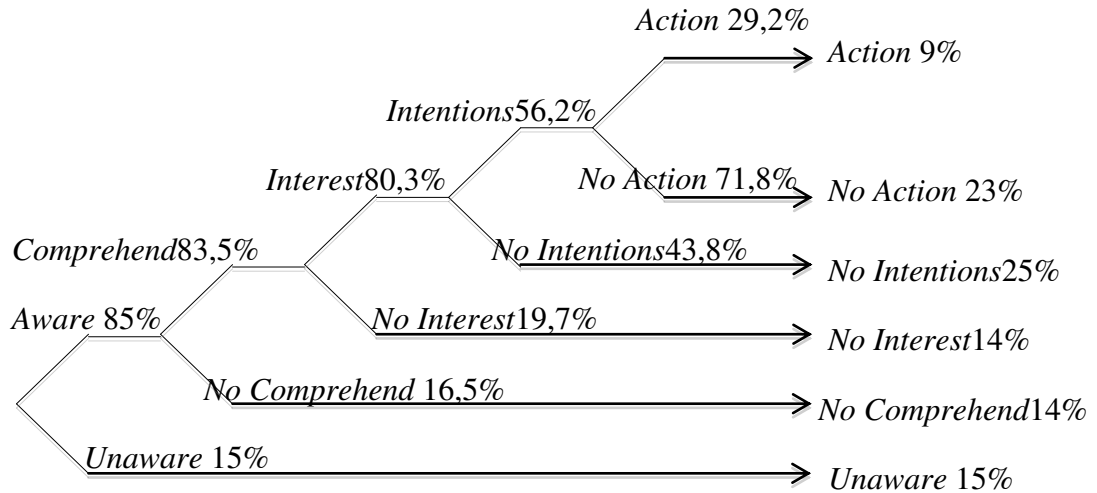 Action 29,2%
Action 9%
Intentions56,2%
Interest80,3%
No Action 71,8%
No Action 23%
Comprehend83,5%
No Intentions43,8%
No Intentions25%
Aware 85%
No Interest19,7%
No Interest14%
No Comprehend 16,5%
No Comprehend14%
Unaware 15%
Unaware 15%